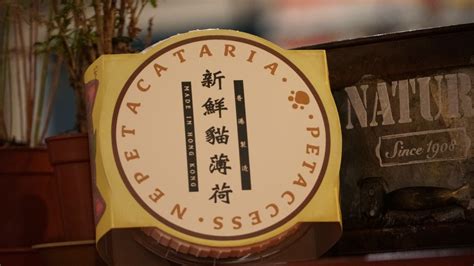 NEPETACATARIA · PETACCESS ·
香港製造
新鮮貓薄荷
MADE IN HONG KONG
NATUR
Since 1908